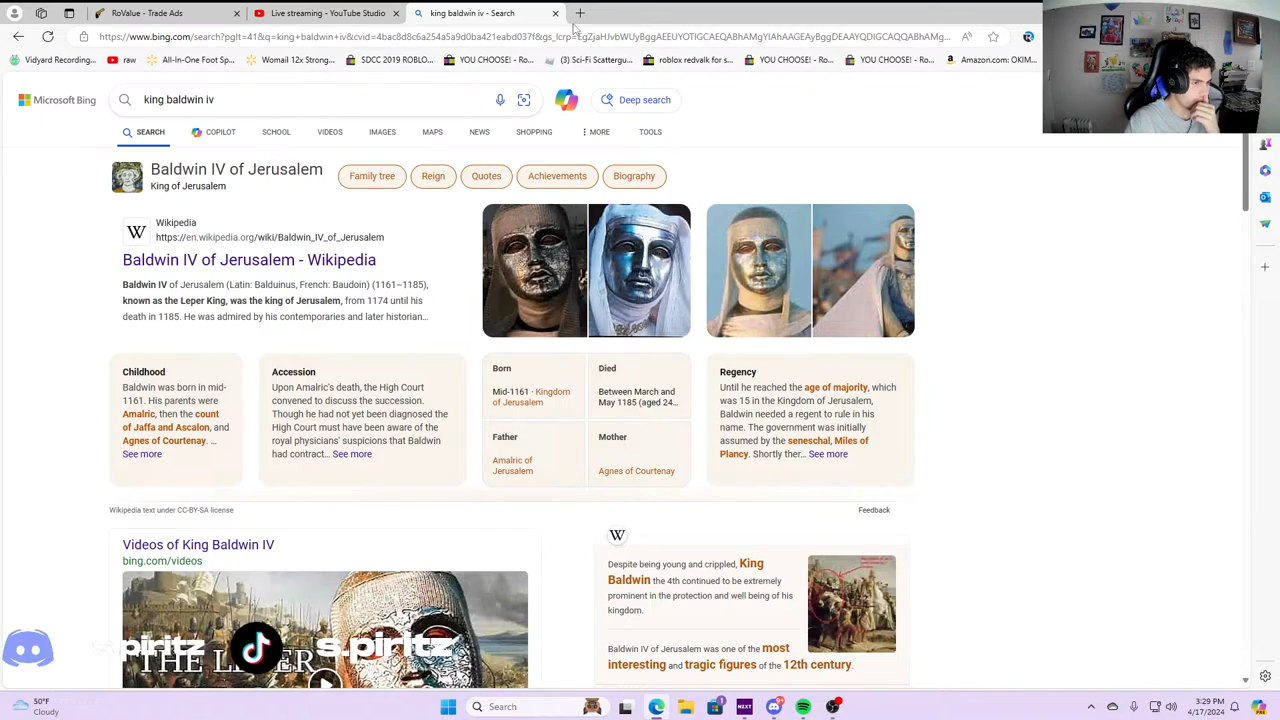 RoValue - Trade Ads
Live streaming - YouTube Studio
king baldwin iv - Search
Vidyard Recording...
raw
All-In-One Foot Sp...
Womail 12x Strong...
SDCC 2019 ROBLO...
YOU CHOOSE! - Ro...
(3) Sci-Fi Scattergu...
roblox redvalk for s...
YOU CHOOSE! - Ro...
YOU CHOOSE! - Ro...
Amazon.com: OKIM...
Microsoft Bing
king baldwin iv
Deep search
SEARCH
COPILOT
SCHOOL
VIDEOS
IMAGES
MAPS
NEWS
SHOPPING
MORE
TOOLS
Baldwin IV of Jerusalem
King of Jerusalem
Family tree
Reign
Quotes
Achievements
Biography
W
Wikipedia
https://en.wikipedia.org/wiki/Baldwin_IV_of_Jerusalem
Baldwin IV of Jerusalem - Wikipedia
Baldwin IV of Jerusalem (Latin: Balduinus, French: Baudoin) (1161–1185),
known as the Leper King, was the king of Jerusalem, from 1174 until his
death in 1185. He was admired by his contemporaries and later historian...
Childhood
Baldwin was born in mid-
1161. His parents were
Amalric, then the count
of Jaffa and Ascalon, and
Agnes of Courtenay. ...
See more
Accession
Upon Amalric's death, the High Court
convened to discuss the succession.
Though he had not yet been diagnosed the
High Court must have been aware of the
royal physicians' suspicions that Baldwin
had contract... See more
Born
Mid-1161 · Kingdom
of Jerusalem
Died
Between March and
May 1185 (aged 24...
Father
Amalric of
Jerusalem
Mother
Agnes of Courtenay
Regency
Until he reached the age of majority, which
was 15 in the Kingdom of Jerusalem,
Baldwin needed a regent to rule in his
name. The government was initially
assumed by the seneschal, Miles of
Plancy. Shortly ther... See more
Wikipedia text under CC-BY-SA license
Feedback
Videos of King Baldwin IV
bing.com/videos
W
Despite being young and crippled, King
Baldwin the 4th continued to be extremely
prominent in the protection and well being of his
kingdom.
Baldwin IV of Jerusalem was one of the most
interesting and tragic figures of the 12th century.
s.piritz
s.piritz
50°F
Cloudy
Search
NZXT
3:29 PM
4/17/2024